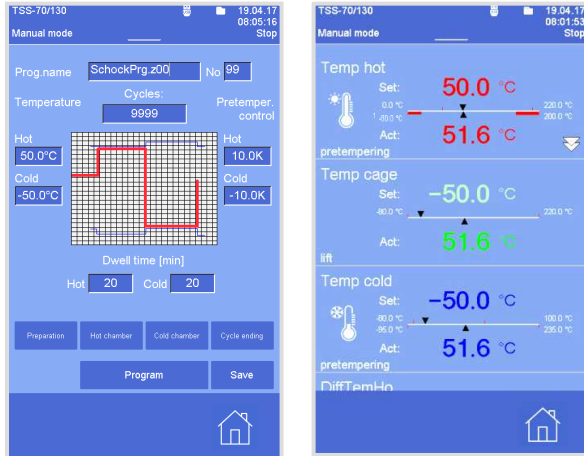 TSS-70/130
19.04.17
08:05:16
Manual mode
Stop
Prog.name
SchockPrg.z00
No
99
Temperature
Cycles:
9999
Pretemper.
control
Hot
50.0°C
Hot
10.0K
Cold
-50.0°C
Cold
-10.0K
Dwell time [min]
Hot
20
Cold
20
Preparation
Hot chamber
Cold chamber
Cycle ending
Program
Save
TSS-70/130
19.04.17
08:01:53
Manual mode
Stop
Temp hot
Set:
50.0 °C
0.0 °C
220.0 °C
Act:
51.6 °C
pretempering
Temp cage
Set:
-50.0 °C
-80.0 °C
220.0 °C
Act:
51.6 °C
lift
Temp cold
Set:
-50.0 °C
-80.0 °C
100.0 °C
-95.0 °C
235.0 °C
Act:
51.6 °C
pretempering
DiffTemHo